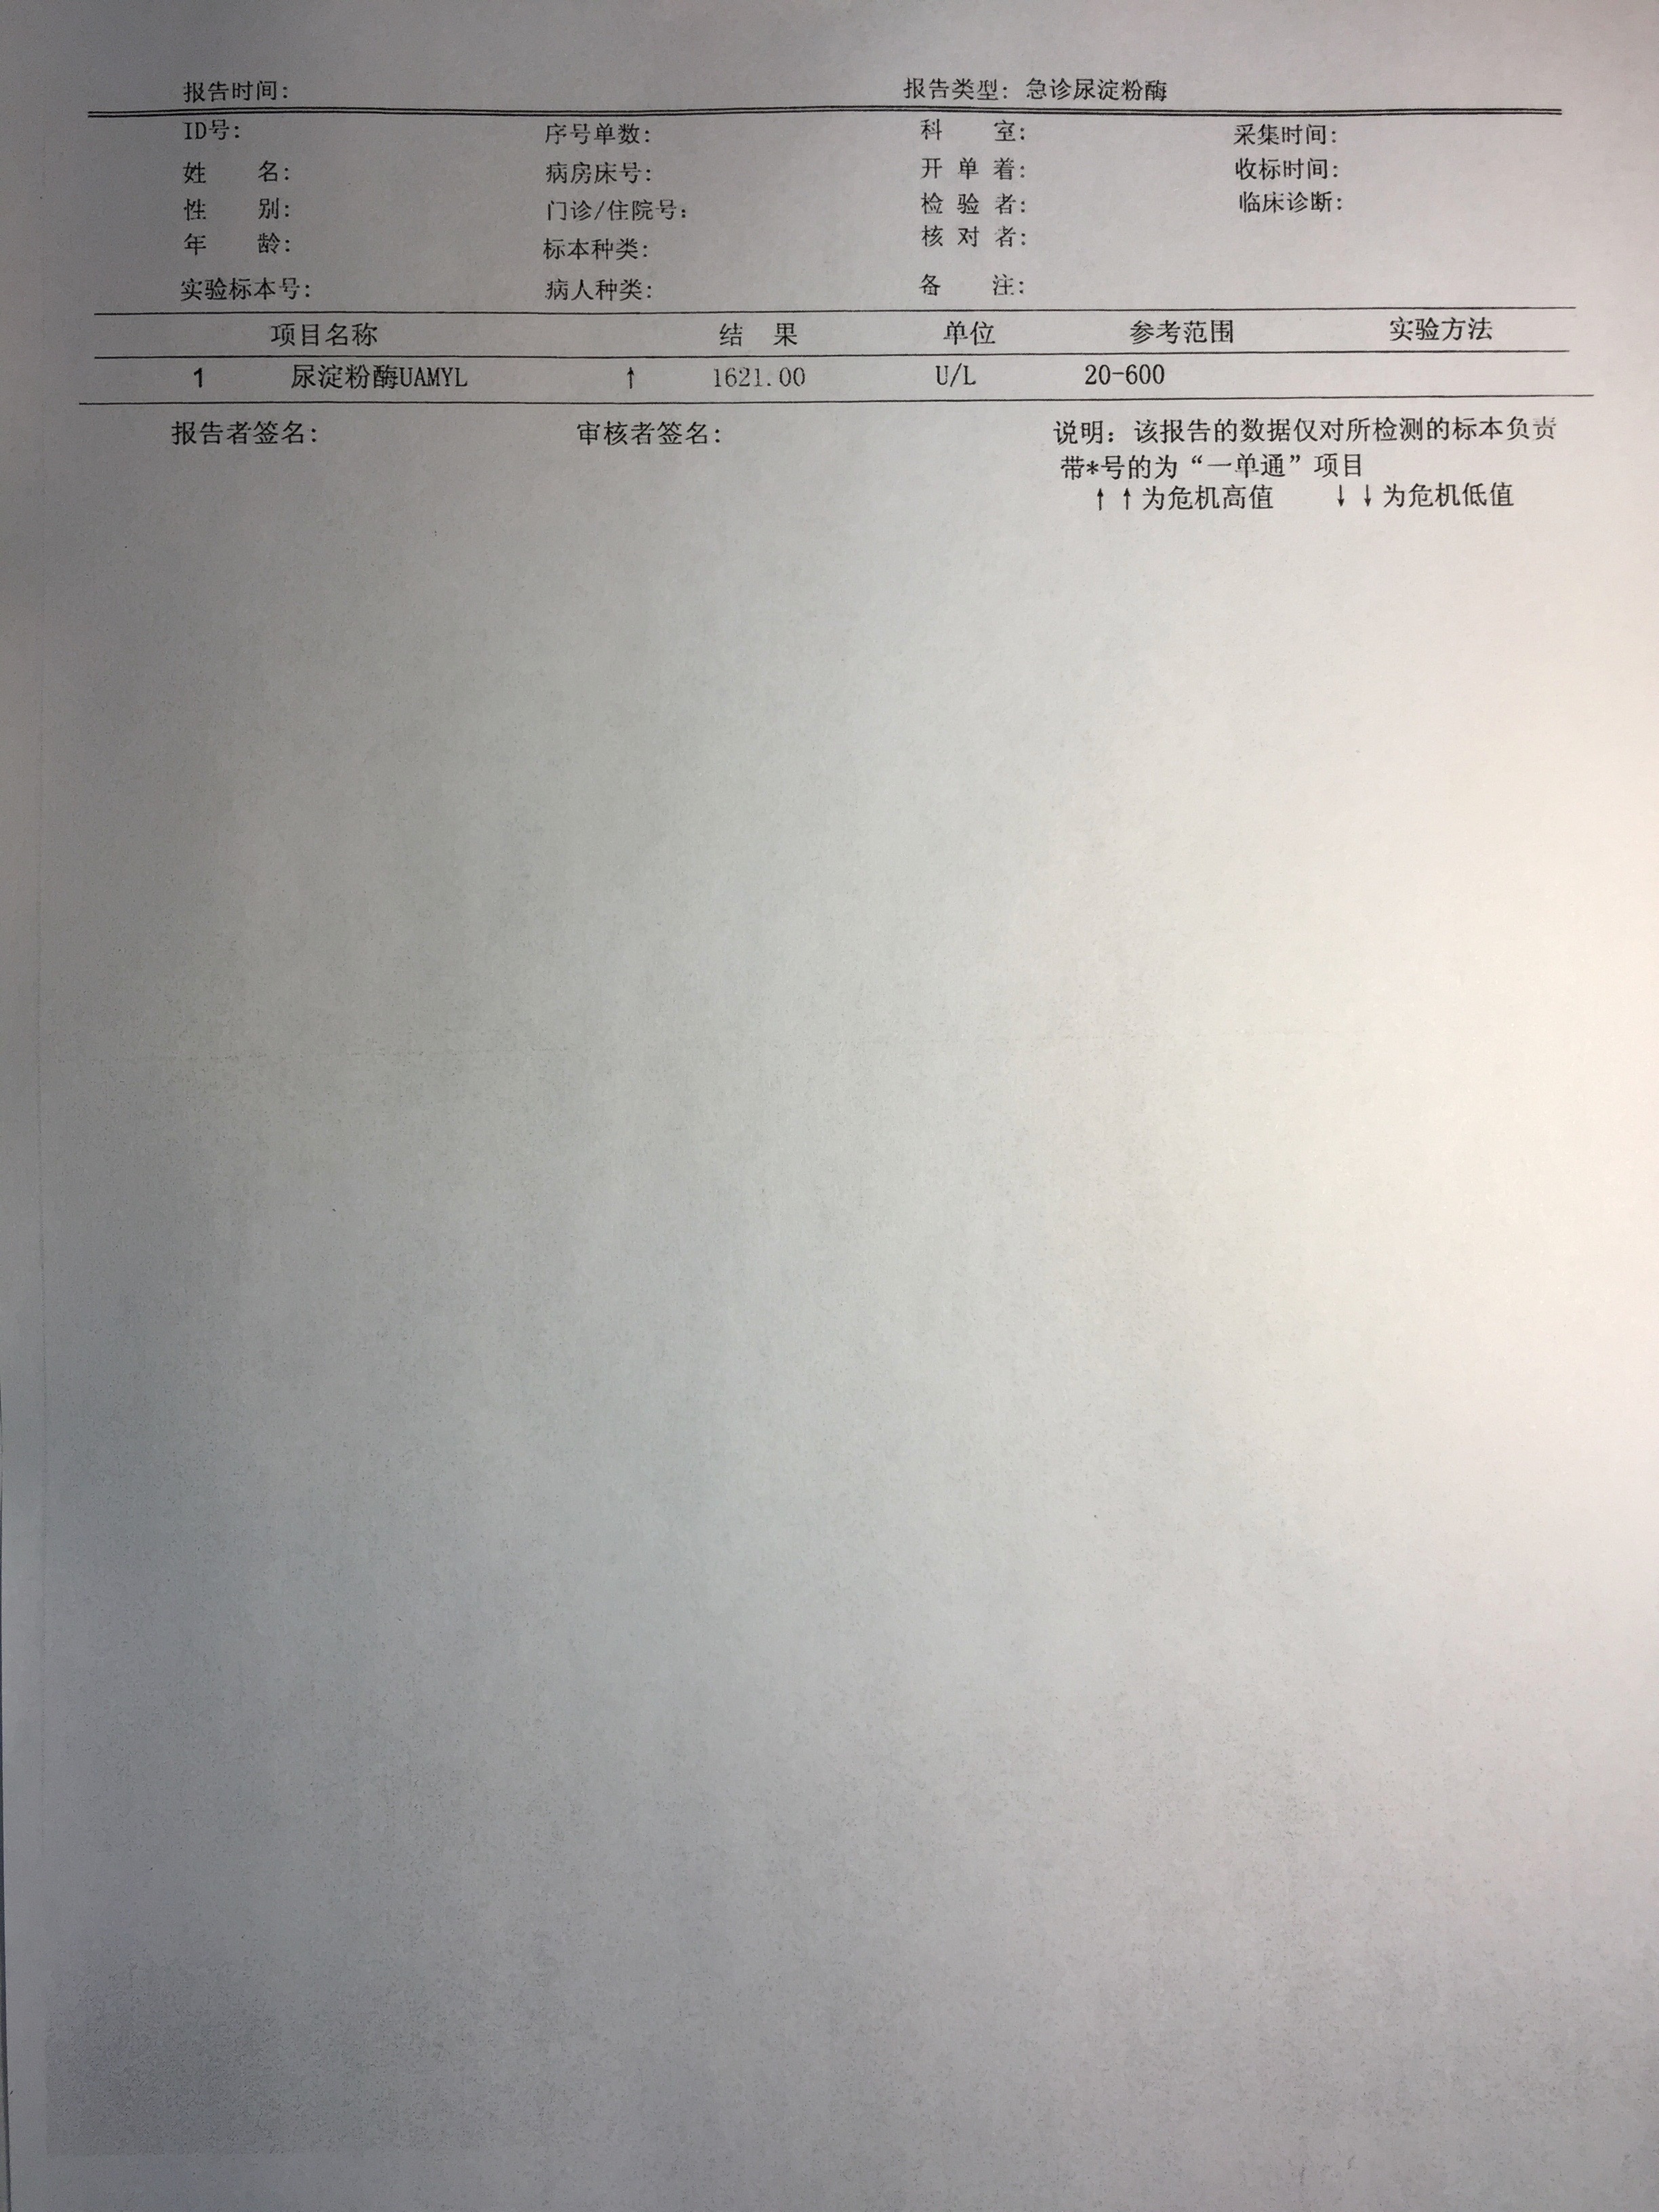 报告时间: 报告类型: 急诊尿淀粉酶
ID号: 序号单数: 科 室: 采集时间:
姓 名: 病房床号: 开 单 着: 收标时间:
性 别: 门诊/住院号: 检 验 者: 临床诊断:
年 龄: 标本种类: 核 对 者:
实验标本号: 病人种类: 备 注:
项目名称 结 果 单位 参考范围 实验方法
1 尿淀粉酶UAMYL ↑ 1621.00 U/L 20-600
报告者签名: 审核者签名: 说明: 该报告的数据仅对所检测的标本负责
带*号的为“一单通”项目
↑↑为危机高值 ↓↓为危机低值